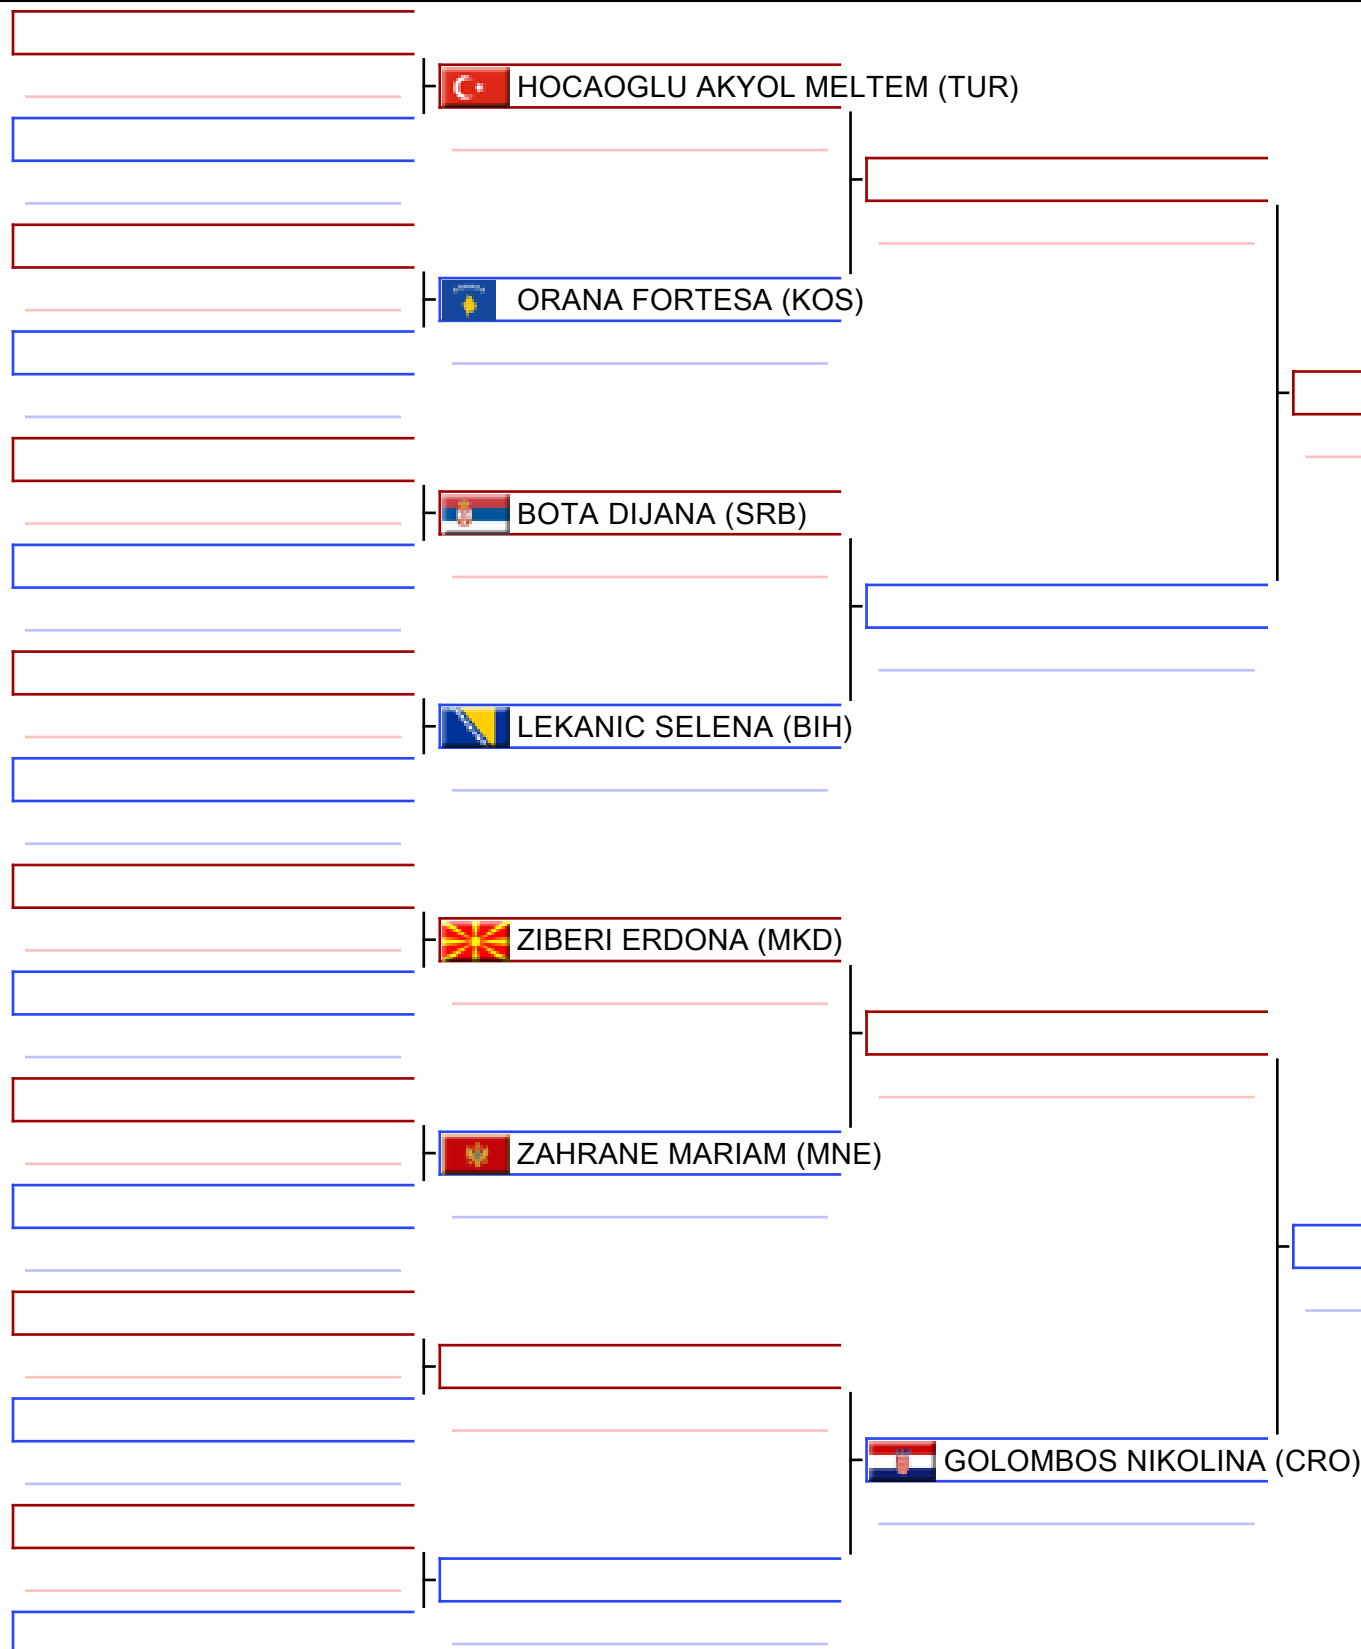 HOCAOGLU AKYOL MELTEM (TUR)
ORANA FORTESA (KOS)
BOTA DIJANA (SRB)
LEKANIC SELENA (BIH)
ZIBERI ERDONA (MKD)
ZAHRANE MARIAM (MNE)
GOLOMBOS NIKOLINA (CRO)